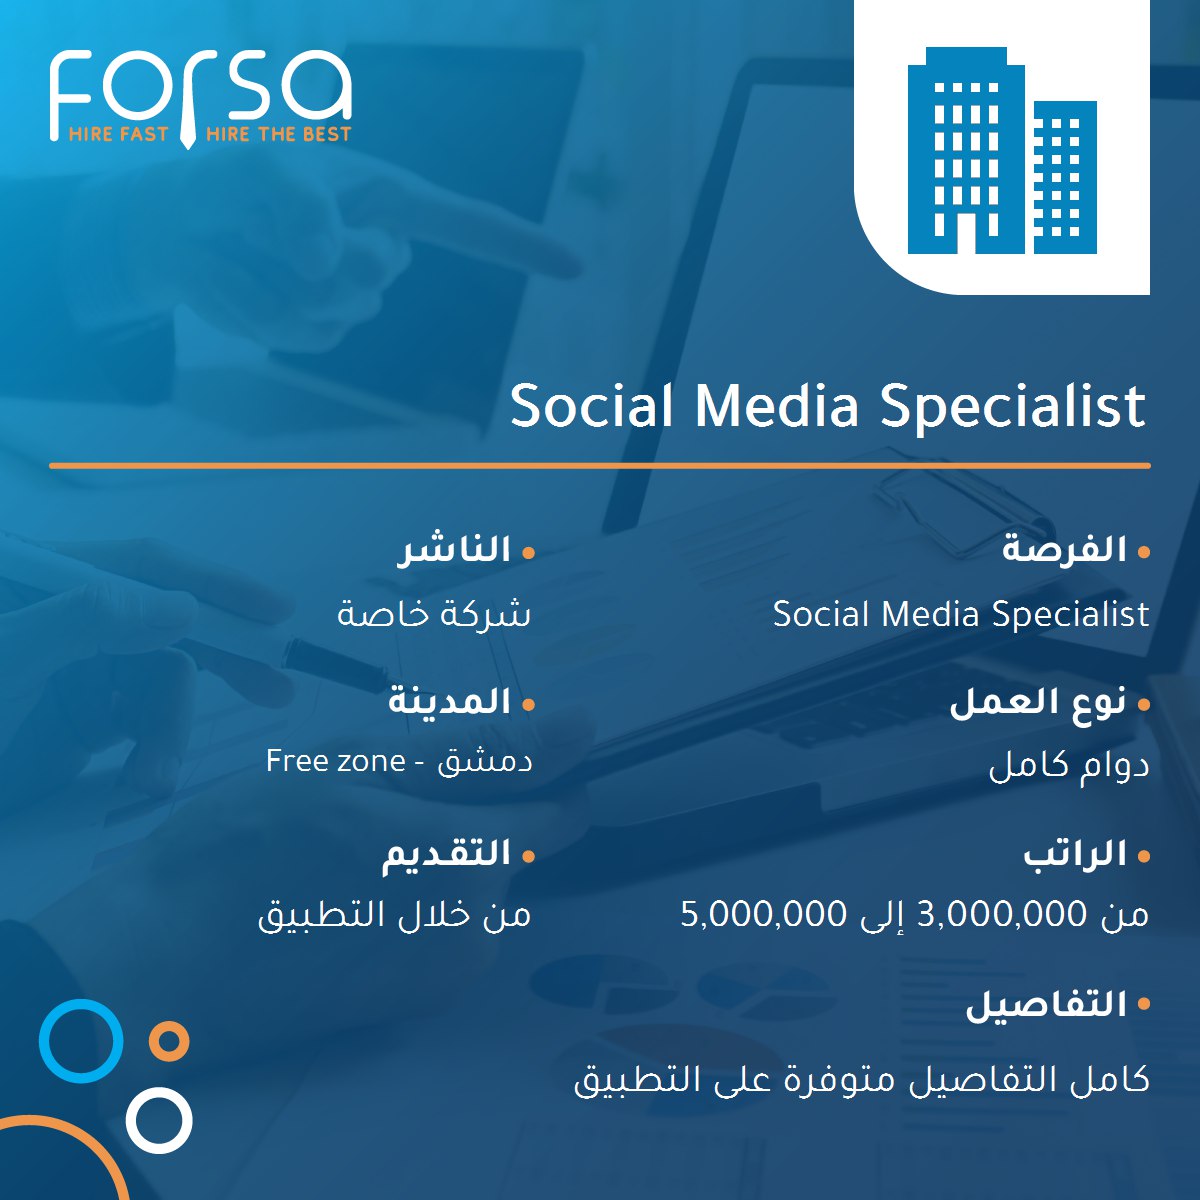 Forsa
HIRE FAST HIRE THE BEST
Social Media Specialist
الفرصة
Social Media Specialist
الناشر
شركة خاصة
نوع العمل
دوام كامل
المدينة
دمشق - Free zone
الراتب
من 3,000,000 إلى 5,000,000
التقديم
من خلال التطبيق
التفاصيل
كامل التفاصيل متوفرة على التطبيق